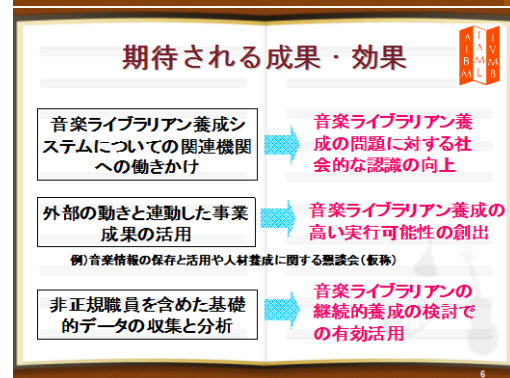 期待される成果・効果
AIBM
IAML
IVMB
音楽ライブラリアン養成シ
ステムについての関連機関
への働きかけ
音楽ライブラリアン養
成の問題に対する社
会的な認識の向上
外部の動きと連動した事業
成果の活用
音楽ライブラリアン養成の
高い実行可能性の創出
例)音楽情報の保存と活用や人材養成に関する懇談会(仮称)
非正規職員を含めた基礎
的データの収集と分析
音楽ライブラリアンの
継続的養成の検討で
の有効活用
6